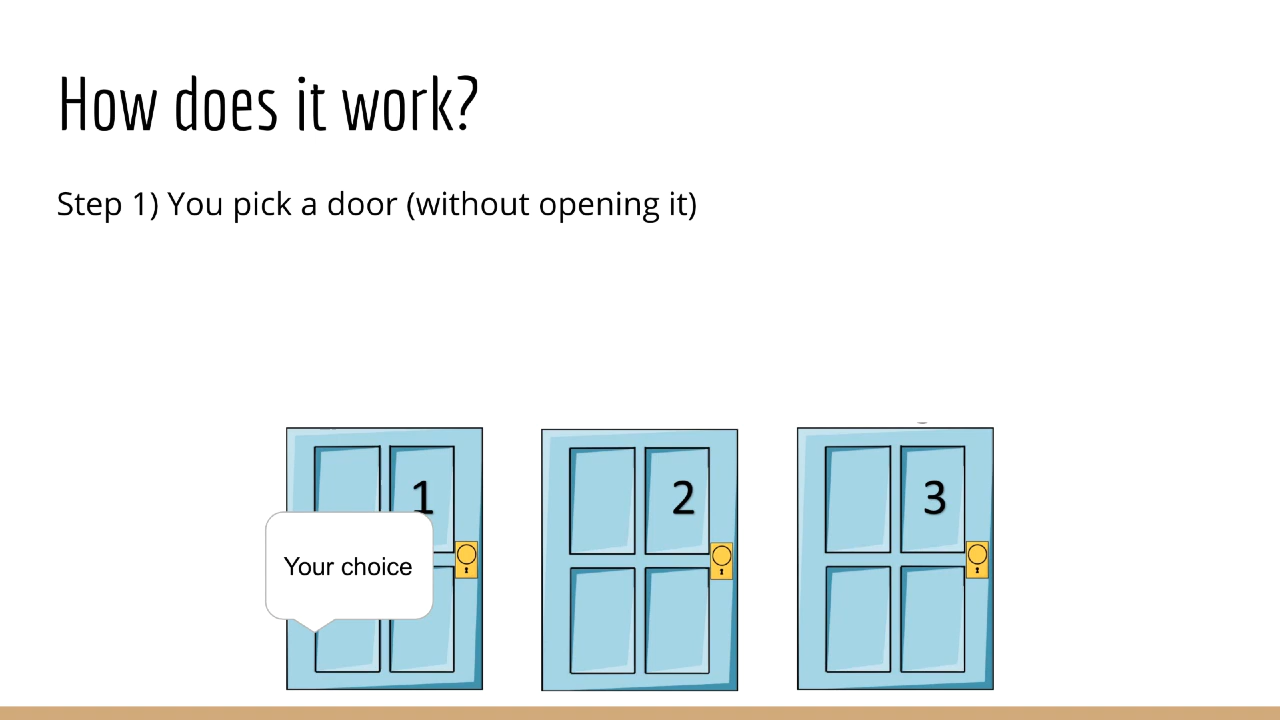 How does it work?
Step 1) You pick a door (without opening it)
1
2
3
Your choice